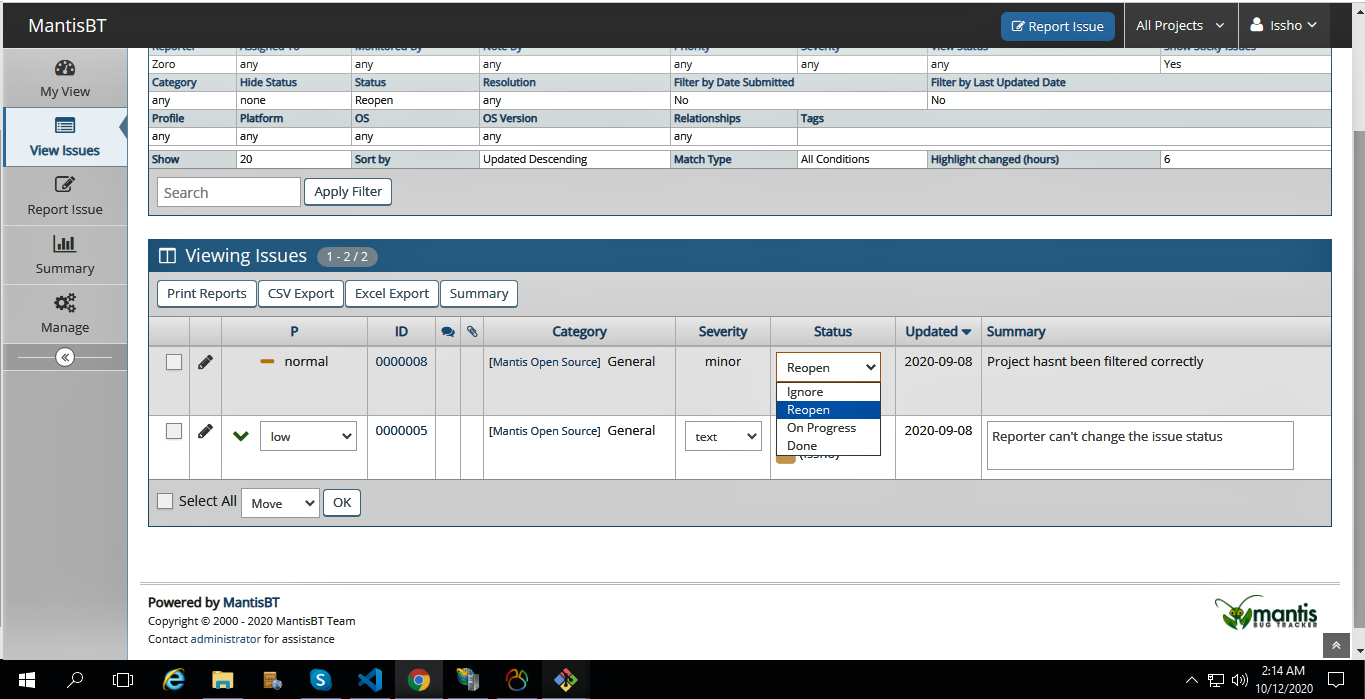 MantisBT
Report Issue
All Projects
Issho
My View
View Issues
Report Issue
Summary
Manage
Reporter Assigned To Monitored By Note By Priority Severity View Status Show Sticky Issues
Zoro any any any any any any Yes
Category Hide Status Status Resolution Filter by Date Submitted Filter by Last Updated Date
any none Reopen any No No
Profile Platform OS OS Version Relationships Tags
any any any any any
Show 20 Sort by Updated Descending Match Type All Conditions Highlight changed (hours) 6
Search Apply Filter
Viewing Issues 1 - 2 / 2
Print Reports CSV Export Excel Export Summary
P ID Category Severity Status Updated Summary
normal 0000008 [Mantis Open Source] General minor Reopen 2020-09-08 Project hasnt been filtered correctly
Ignore
Reopen
On Progress
Done
low 0000005 [Mantis Open Source] General text 2020-09-08 Reporter can't change the issue status
(Issho)
Select All Move OK
Powered by MantisBT
Copyright © 2000 - 2020 MantisBT Team
Contact administrator for assistance
mantis
BUG TRACKER
2:14 AM
10/12/2020